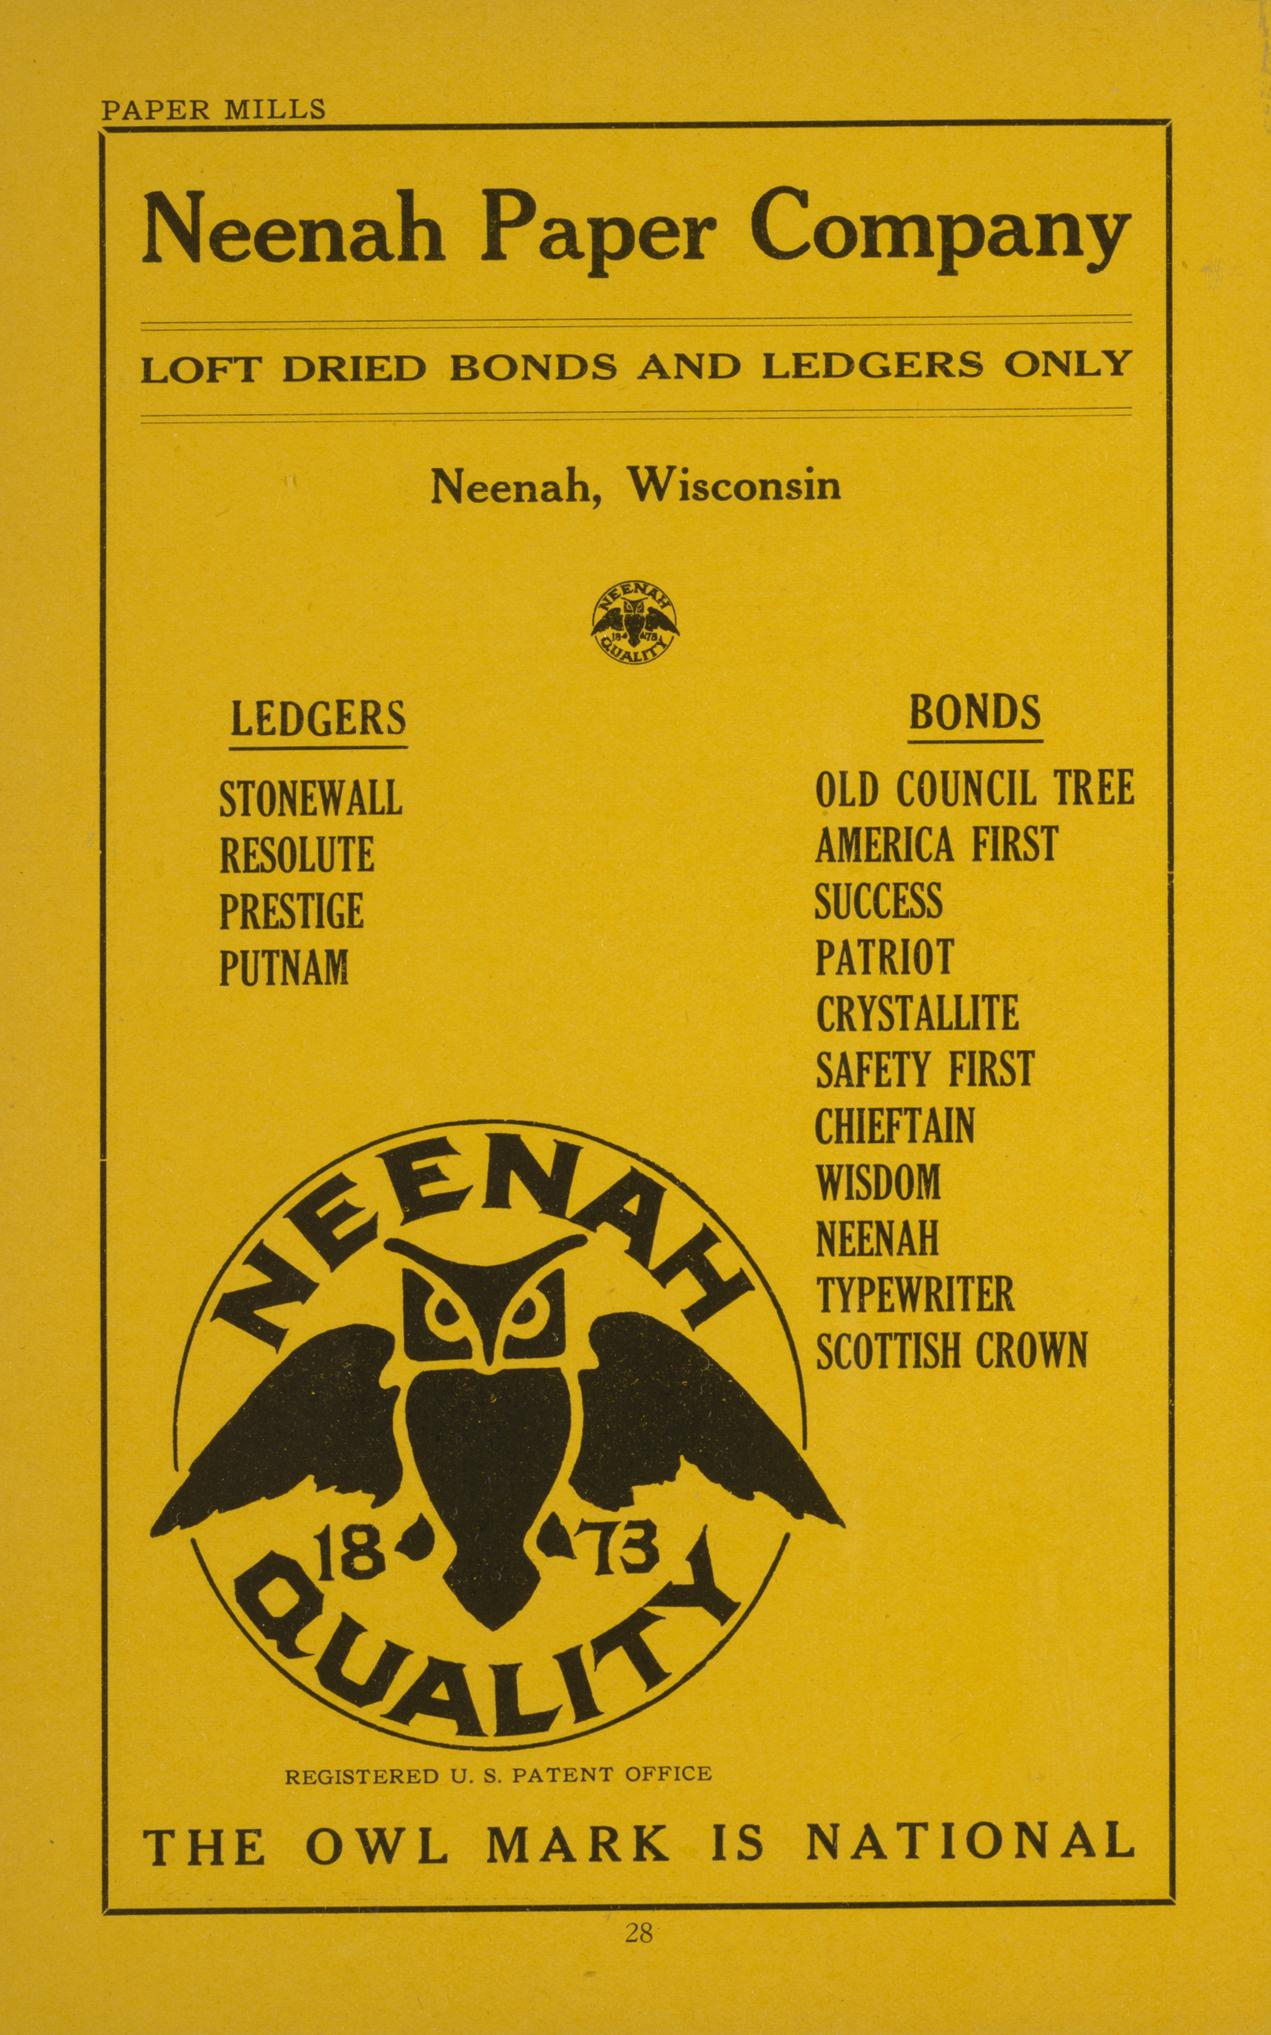 PAPER MILLS
Neenah Paper Company
LOFT DRIED BONDS AND LEDGERS ONLY
Neenah, Wisconsin
NEENAH
18 73
QUALITY
LEDGERS
STONEWALL
RESOLUTE
PRESTIGE
PUTNAM
BONDS
OLD COUNCIL TREE
AMERICA FIRST
SUCCESS
PATRIOT
CRYSTALLITE
SAFETY FIRST
CHIEFTAIN
WISDOM
NEENAH
TYPEWRITER
SCOTTISH CROWN
NEENAH
18 73
QUALITY
REGISTERED U. S. PATENT OFFICE
THE OWL MARK IS NATIONAL
28